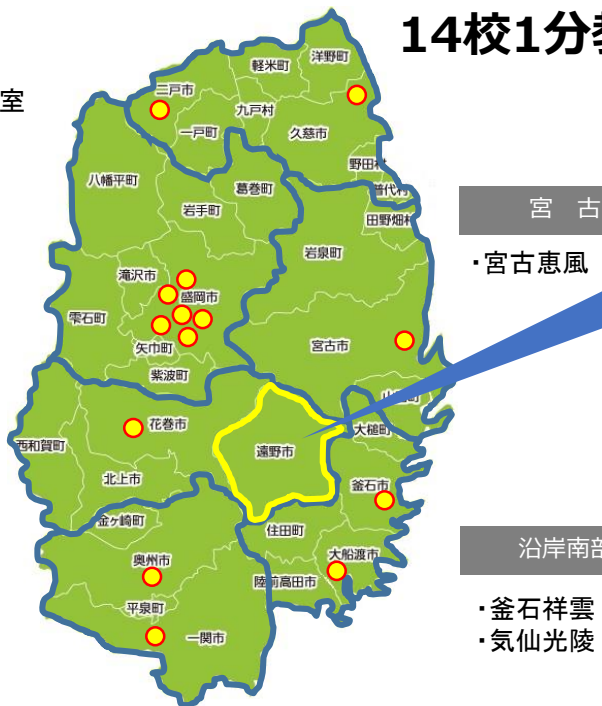 14校1分
室
洋野町
軽米町
二戸市
九戸村
一戸町
久慈市
野田村
八幡平町
葛巻町
普代村
岩手町
田野畑村
宮 古
岩泉町
・宮古恵風
滝沢市
盛岡市
雫石町
宮古市
矢巾町
紫波町
花巻市
大槌町
西和賀町
遠野市
北上市
釜石市
金ヶ崎町
住田町
沿岸南部
奥州市
大船渡市
陸前高田市
平泉町
・釜石祥雲
一関市
・気仙光陵